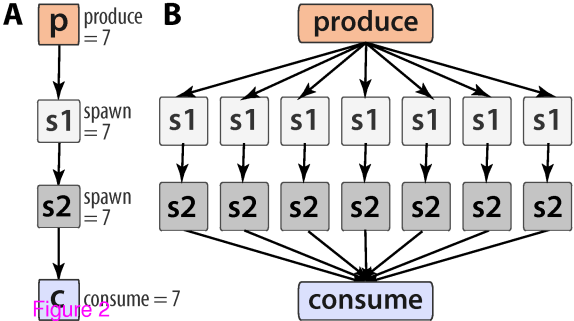 A
p
produce
= 7
s1
spawn
= 7
s2
spawn
= 7
c
consume = 7
Figure 2
B
produce
s1 s1 s1 s1 s1 s1 s1
s2 s2 s2 s2 s2 s2 s2
consume